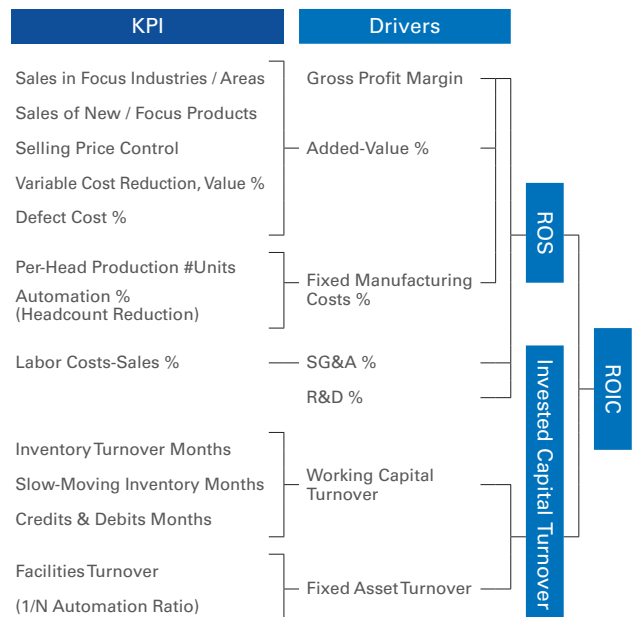 KPI
Drivers
Sales in Focus Industries / Areas
Sales of New / Focus Products
Selling Price Control
Variable Cost Reduction, Value %
Defect Cost %
Gross Profit Margin
Added-Value %
Per-Head Production #Units
Automation %
(Headcount Reduction)
Fixed Manufacturing
Costs %
Labor Costs-Sales %
SG&A %
R&D %
Inventory Turnover Months
Slow-Moving Inventory Months
Credits & Debits Months
Working Capital
Turnover
Facilities Turnover
(1/N Automation Ratio)
Fixed Asset Turnover
ROS
Invested Capital Turnover
ROIC